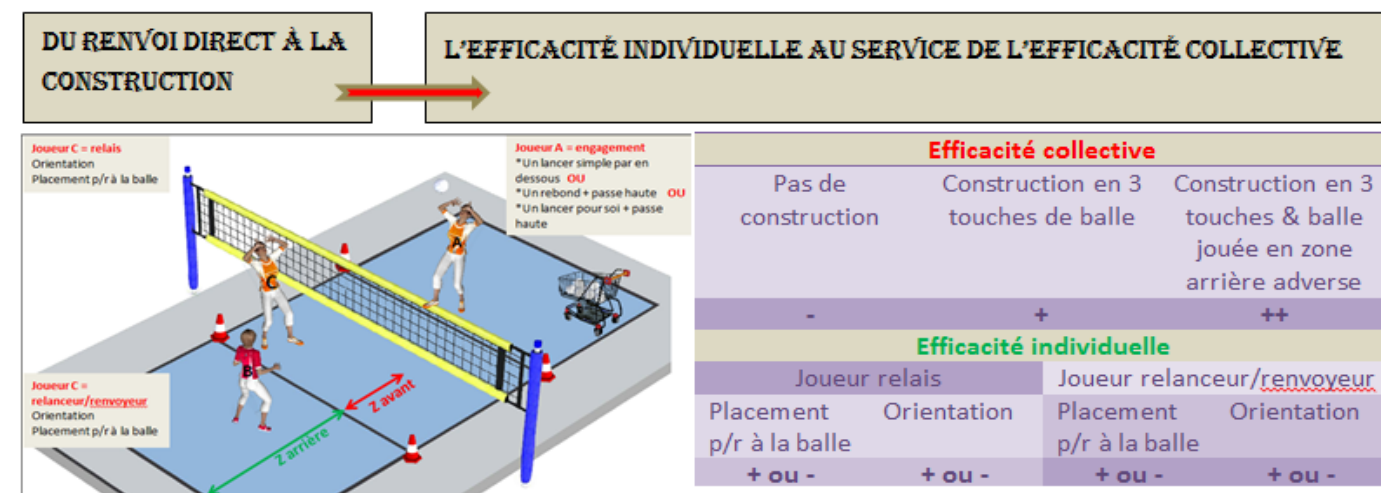 DU RENVOI DIRECT À LA
CONSTRUCTION
L'EFFICACITÉ INDIVIDUELLE AU SERVICE DE L'EFFICACITÉ COLLECTIVE
Joueur C = relais
Orientation
Placement p/r à la balle
Joueur A = engagement
*Un lancer simple par en
dessous OU
*Un rebond + passe haute OU
*Un lancer pour soi + passe
haute
A
C
B
Joueur C =
relanceur/renvoyeur
Orientation
Placement p/r à la balle
Z avant
Z arrière
Efficacité collective
Pas de
construction
Construction en 3
touches de balle
Construction en 3
touches & balle
jouée en zone
arrière adverse
-
+
++
Efficacité individuelle
Joueur relais
Joueur relanceur/renvoyeur
Placement
p/r à la balle
Orientation
Placement
p/r à la balle
Orientation
+ ou -
+ ou -
+ ou -
+ ou -